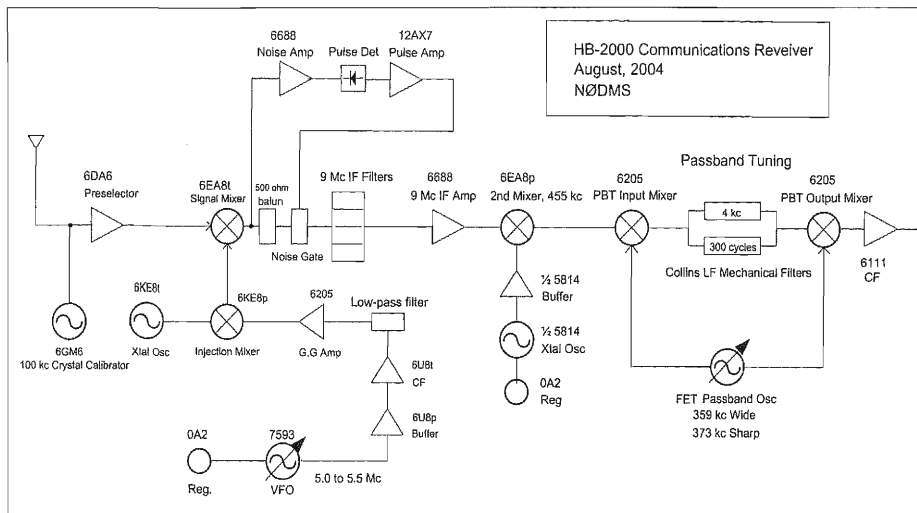 HB-2000 Communications Reveiver
August, 2004
NØDMS
6688
Noise Amp
Pulse Det
12AX7
Pulse Amp
6DA6
Preselector
6EA8t
Signal Mixer
500 ohm
balun
Noise Gate
9 Mc IF Filters
6688
9 Mc IF Amp
6EA8p
2nd Mixer, 455 kc
Passband Tuning
6205
PBT Input Mixer
4 kc
300 cycles
Collins LF Mechanical Filters
6205
PBT Output Mixer
6111
CF
6GM6
100 kc Crystal Calibrator
6KE8t
Xtal Osc
6KE8p
Injection Mixer
6205
G.G Amp
Low-pass filter
6U8t
CF
6U8p
Buffer
½ 5814
Buffer
½ 5814
Xtal Osc
0A2
Reg
FET Passband Osc
359 kc Wide
373 kc Sharp
0A2
Reg.
7593
VFO
5.0 to 5.5 Mc